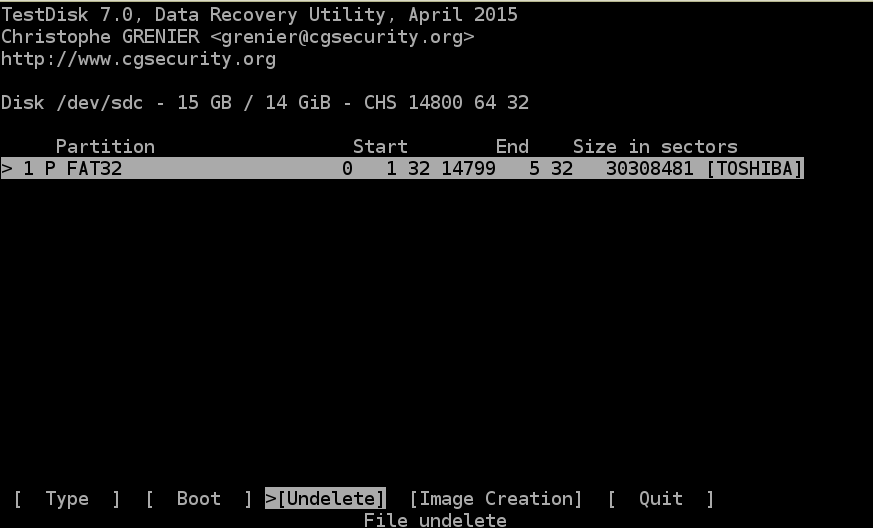 TestDisk 7.0, Data Recovery Utility, April 2015
Christophe GRENIER <grenier@cgsecurity.org>
http://www.cgsecurity.org
Disk /dev/sdc - 15 GB / 14 GiB - CHS 14800 64 32
Partition Start End Size in sectors
> 1 P FAT32 0 1 32 14799 5 32 30308481 [TOSHIBA]
[ Type ] [ Boot ] >[Undelete] [Image Creation] [ Quit ]
File undelete